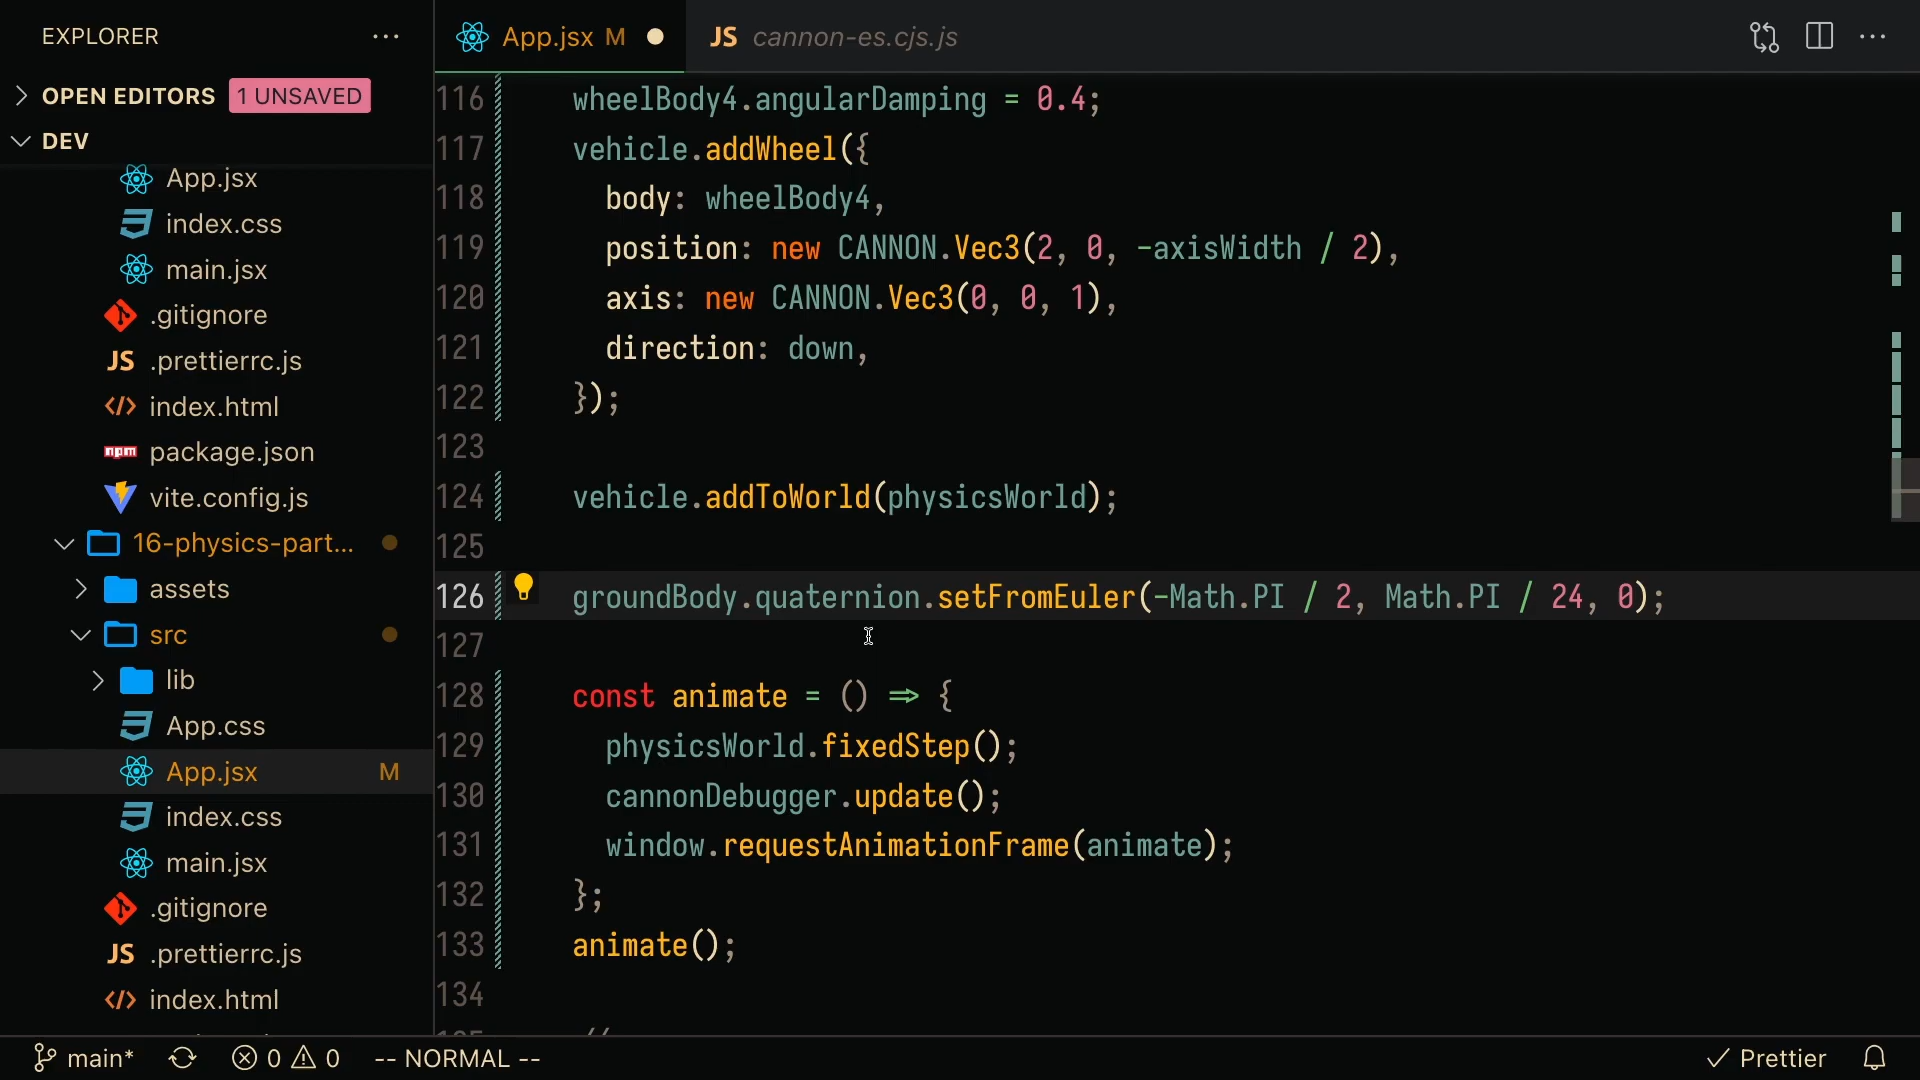 EXPLORER
OPEN EDITORS 1 UNSAVED
DEV
App.jsx
index.css
main.jsx
.gitignore
JS .prettierrc.js
index.html
npm package.json
vite.config.js
16-physics-part...
assets
src
lib
App.css
App.jsx M
index.css
main.jsx
.gitignore
JS .prettierrc.js
index.html
App.jsx M
JS cannon-es.cjs.js
116 wheelBody4.angularDamping = 0.4;
117 vehicle.addWheel({
118 body: wheelBody4,
119 position: new CANNON.Vec3(2, 0, -axisWidth / 2),
120 axis: new CANNON.Vec3(0, 0, 1),
121 direction: down,
122 });
123
124 vehicle.addToWorld(physicsWorld);
125
126 groundBody.quaternion.setFromEuler(-Math.PI / 2, Math.PI / 24, 0);
127
128 const animate = () => {
129 physicsWorld.fixedStep();
130 cannonDebugger.update();
131 window.requestAnimationFrame(animate);
132 };
133 animate();
134
main* 0 0 -- NORMAL -- Prettier